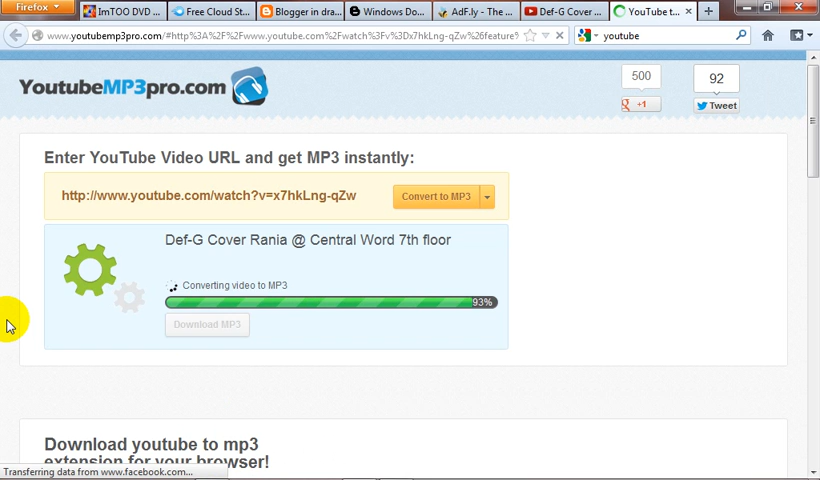 Firefox
ImTOO DVD ...
Free Cloud St...
Blogger in dra...
Windows Do...
AdF.ly - The ...
Def-G Cover ...
YouTube t...
www.youtubemp3pro.com/#http%3A%2F%2Fwww.youtube.com%2Fwatch%3Fv%3Dx7hkLng-qZw%26feature%
youtube
YoutubeMP3pro.com
500
92
+1
Tweet
Enter YouTube Video URL and get MP3 instantly:
http://www.youtube.com/watch?v=x7hkLng-qZw
Convert to MP3
Def-G Cover Rania @ Central Word 7th floor
Converting video to MP3
93%
Download MP3
Download youtube to mp3
extension for your browser!
Transferring data from www.facebook.com...